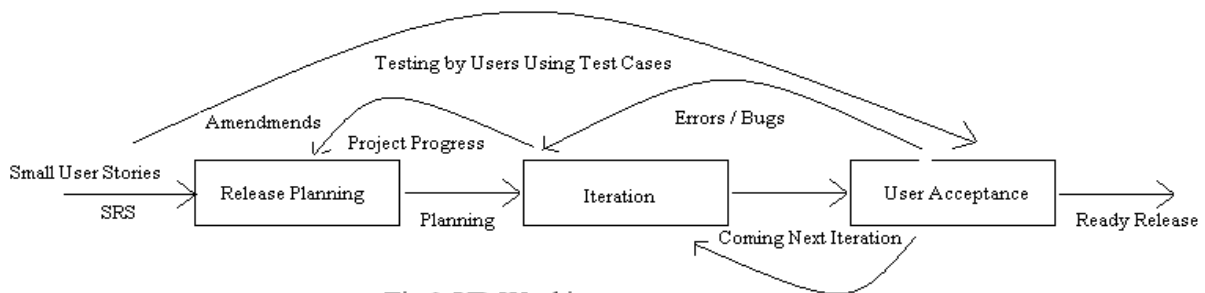 Testing by Users Using Test Cases
Amendmends
Errors / Bugs
Project Progress
Small User Stories
Release Planning
Iteration
User Acceptance
SRS
Planning
Ready Release
Coming Next Iteration